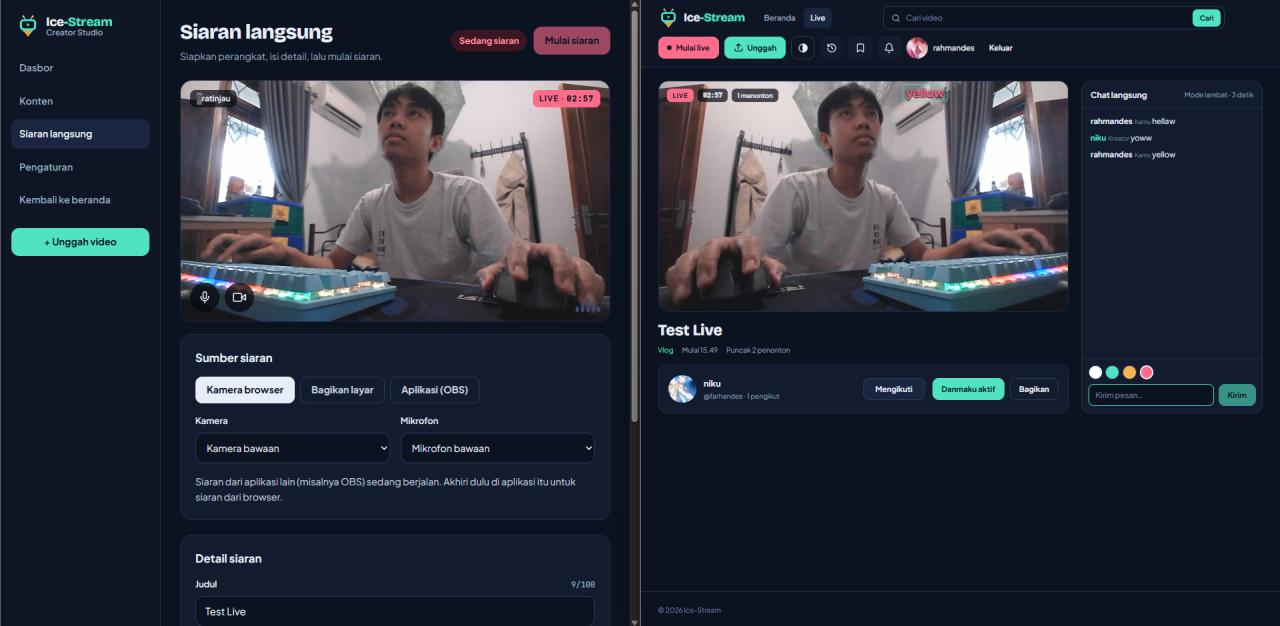 Ice-Stream
Creator Studio
Dasbor
Konten
Siaran langsung
Pengaturan
Kembali ke beranda
+ Unggah video
Siaran langsung
Siapkan perangkat, isi detail, lalu mulai siaran.
Sedang siaran
Mulai siaran
ratinjau
LIVE · 02:57
Sumber siaran
Kamera browser
Bagikan layar
Aplikasi (OBS)
Kamera
Mikrofon
Kamera bawaan
Mikrofon bawaan
Siaran dari aplikasi lain (misalnya OBS) sedang berjalan. Akhiri dulu di aplikasi itu untuk
siaran dari browser.
Detail siaran
Judul
9/100
Test Live
Ice-Stream
Beranda
Live
Cari video
Cari
Mulai live
Unggah
rahmandes
Keluar
LIVE
02:57
1 menonton
yellow
Test Live
Vlog
Mulai 15.49
Puncak 2 penonton
niku
@farhandes · 1 pengikut
Mengikuti
Danmaku aktif
Bagikan
Chat langsung
Mode lambat · 3 detik
rahmandes Kamu hellaw
niku Kreator yoww
rahmandes Kamu yellow
Kirim pesan...
Kirim
© 2026 Ice-Stream